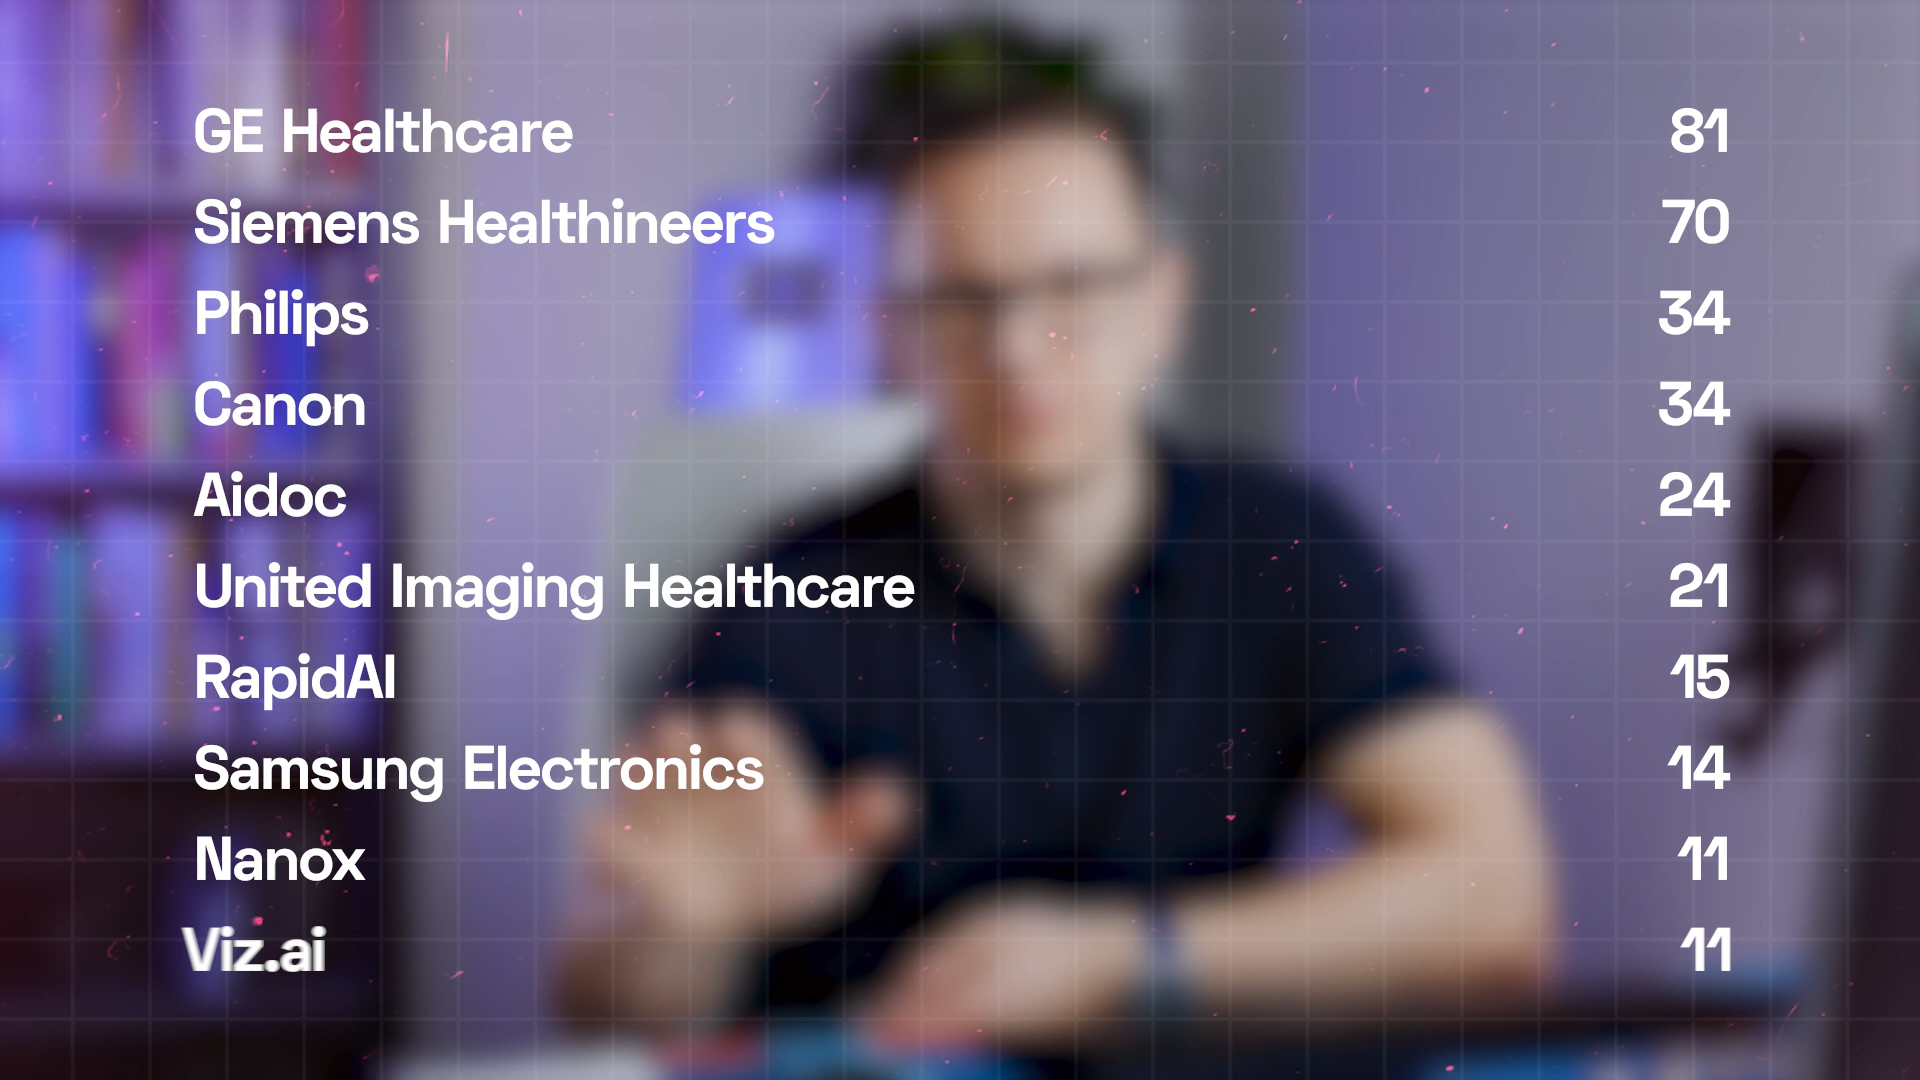 GE Healthcare 81
Siemens Healthineers 70
Philips 34
Canon 34
Aidoc 24
United Imaging Healthcare 21
RapidAI 15
Samsung Electronics 14
Nanox 11
Viz.ai 11